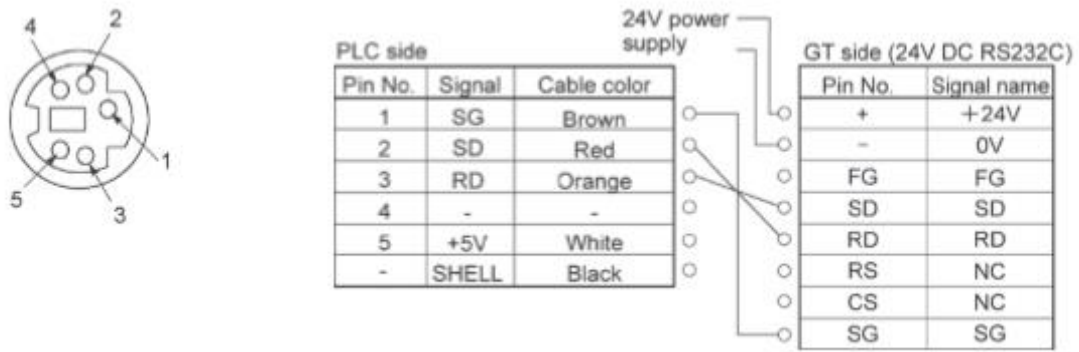 4
2
1
5
3
24V power
supply
PLC side
Pin No. Signal Cable color
1 SG Brown
2 SD Red
3 RD Orange
4 - -
5 +5V White
- SHELL Black
GT side (24V DC RS232C)
Pin No. Signal name
+ +24V
- 0V
FG FG
SD SD
RD RD
RS NC
CS NC
SG SG